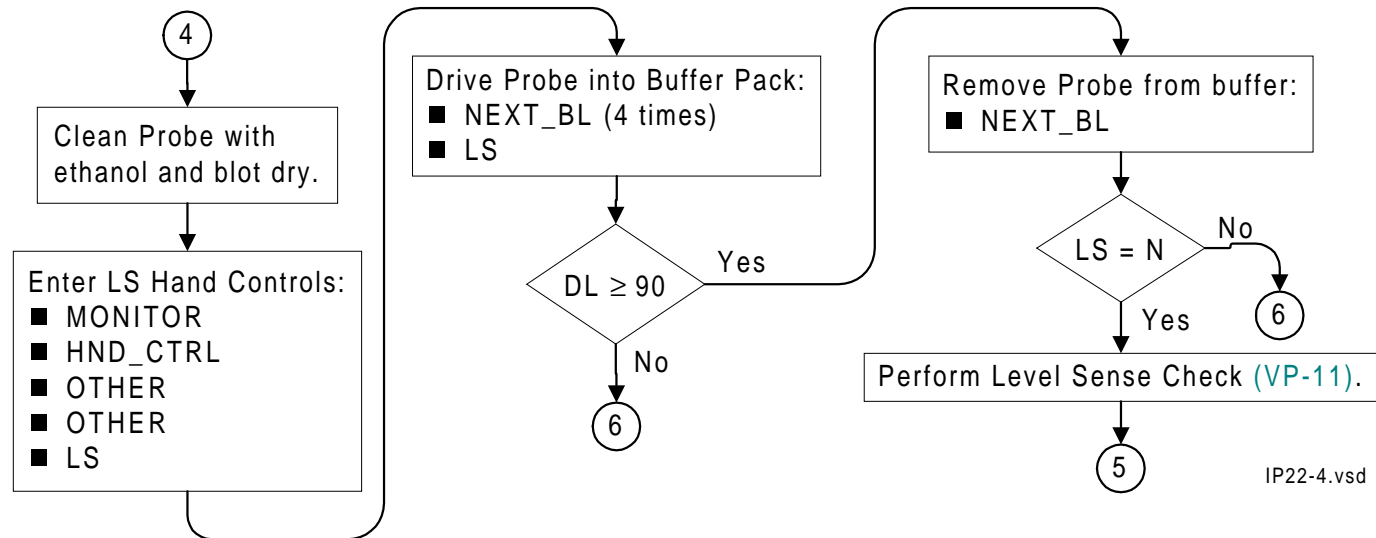 4
Clean Probe with
ethanol and blot dry.
Enter LS Hand Controls:
■ MONITOR
■ HND_CTRL
■ OTHER
■ OTHER
■ LS
Drive Probe into Buffer Pack:
■ NEXT_BL (4 times)
■ LS
DL ≥ 90
Yes
No
6
Remove Probe from buffer:
■ NEXT_BL
LS = N
No
6
Yes
Perform Level Sense Check (VP-11).
5
IP22-4.vsd